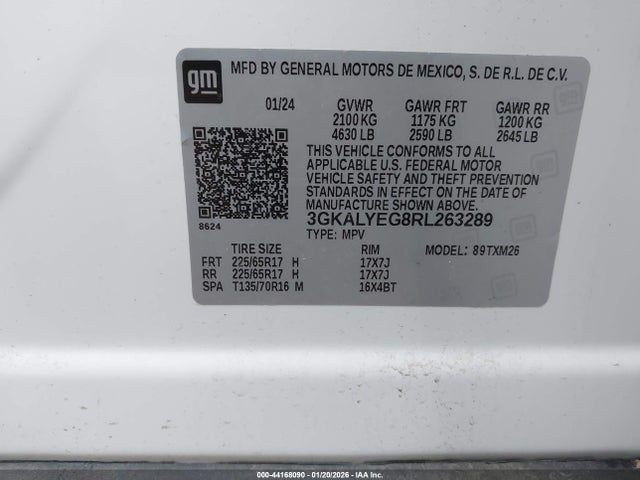 gm MFD BY GENERAL MOTORS DE MEXICO, S. DE R.L. DE C.V.
01/24 GVWR GAWR FRT GAWR RR
2100 KG 1175 KG 1200 KG
4630 LB 2590 LB 2645 LB
THIS VEHICLE CONFORMS TO ALL
APPLICABLE U.S. FEDERAL MOTOR
VEHICLE SAFETY AND THEFT PREVENTION
STANDARDS IN EFFECT ON THE DATE OF
MANUFACTURE SHOWN ABOVE.
3GKALYEG8RL263289
8624 TYPE: MPV
TIRE SIZE RIM MODEL: 89TXM26
FRT 225/65R17 H 17X7J
RR 225/65R17 H 17X7J
SPA T135/70R16 M 16X4BT
000-44168090 - 01/20/2026 - IAA Inc.